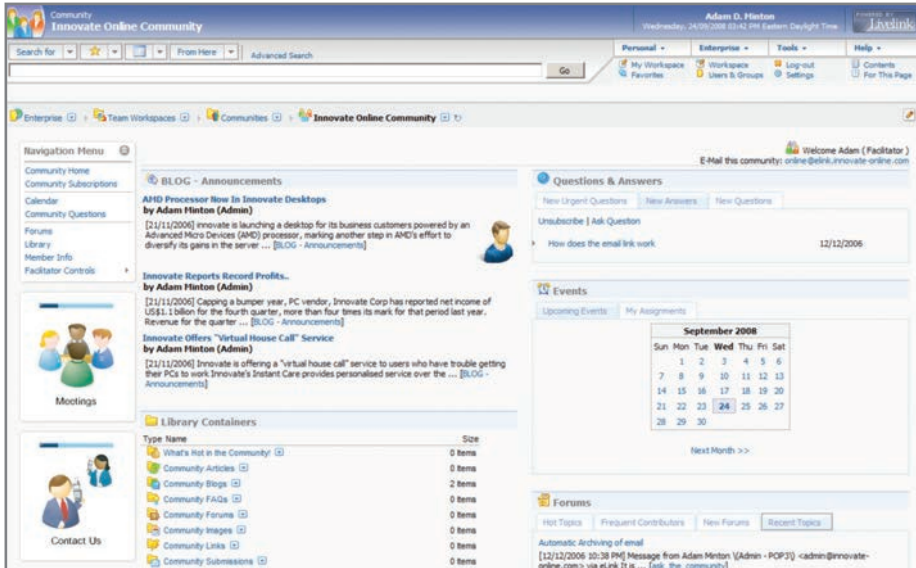 Community
Innovate Online Community
Adam D. Minton
Wednesday, 24/09/2008 03:42 PM Eastern Daylight Time
POWERED BY
Livelink
Search for
From Here
Advanced Search
Go
Personal
Enterprise
Tools
Help
My Workspace
Workspace
Log-out
Contents
Favorites
Users & Groups
Settings
For This Page
Enterprise
Team Workspaces
Communities
Innovate Online Community
Welcome Adam ( Facilitator )
E-Mail this community: online@elink.innovate-online.com
Navigation Menu
Community Home
Community Subscriptions
Calendar
Community Questions
Forums
Library
Member Info
Facilitator Controls
Meetings
Contact Us
BLOG - Announcements
AMD Processor Now In Innovate Desktops
by Adam Minton (Admin)
[21/11/2006] innovate is launching a desktop for its business customers powered by an
Advanced Micro Devices (AMD) processor, marking another step in AMD's effort to
diversify its gains in the server ... [BLOG - Announcements]
Innovate Reports Record Profits..
by Adam Minton (Admin)
[21/11/2006] Capping a bumper year, PC vendor, Innovate Corp has reported net income of
US$1.1 billion for the fourth quarter, more than four times its mark for that period last year.
Revenue for the quarter ... [BLOG - Announcements]
Innovate Offers "Virtual House Call" Service
by Adam Minton (Admin)
[21/11/2006] Innovate is offering a "virtual house call" service to users who have trouble getting
their PCs to work Innovate's Instant Care provides personalised service over the ... [BLOG -
Announcements]
Library Containers
Type Name Size
What's Hot in the Community! 0 Items
Community Articles 0 Items
Community Blogs 2 Items
Community FAQs 0 Items
Community Forums 0 Items
Community Images 0 Items
Community Links 0 Items
Community Submissions 0 Items
Questions & Answers
New Urgent Questions New Answers New Questions
Unsubscribe | Ask Question
How does the email link work 12/12/2006
Events
Upcoming Events My Assignments
September 2008
Sun Mon Tue Wed Thu Fri Sat
1 2 3 4 5 6
7 8 9 10 11 12 13
14 15 16 17 18 19 20
21 22 23 24 25 26 27
28 29 30
Next Month >>
Forums
Hot Topics Frequent Contributors New Forums Recent Topics
Automatic Archiving of email
[12/12/2006 10:38 PM] Message from Adam Minton \(Admin - POP3\) <admin@innovate-
online.com> via eLink It is ... [ask_the_community]